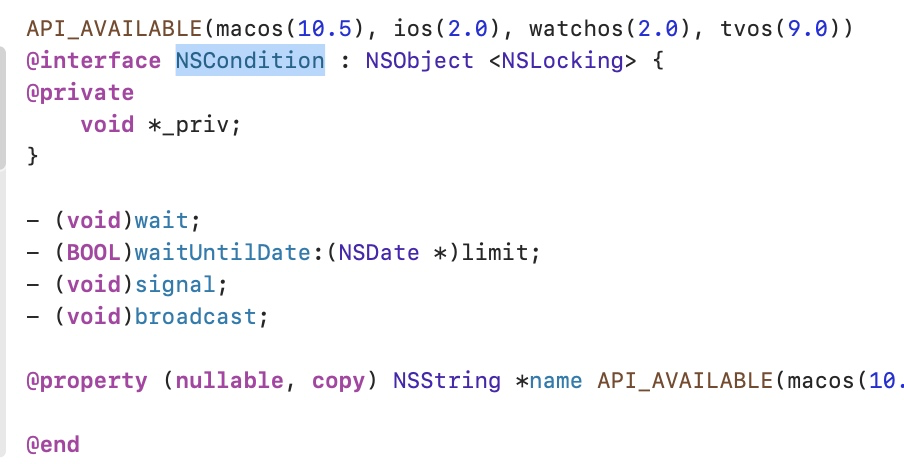 API_AVAILABLE(macos(10.5), ios(2.0), watchos(2.0), tvos(9.0))
@interface NSCondition : NSObject <NSLocking> {
@private
    void *_priv;
}
- (void)wait;
- (BOOL)waitUntilDate:(NSDate *)limit;
- (void)signal;
- (void)broadcast;
@property (nullable, copy) NSString *name API_AVAILABLE(macos(10.
@end